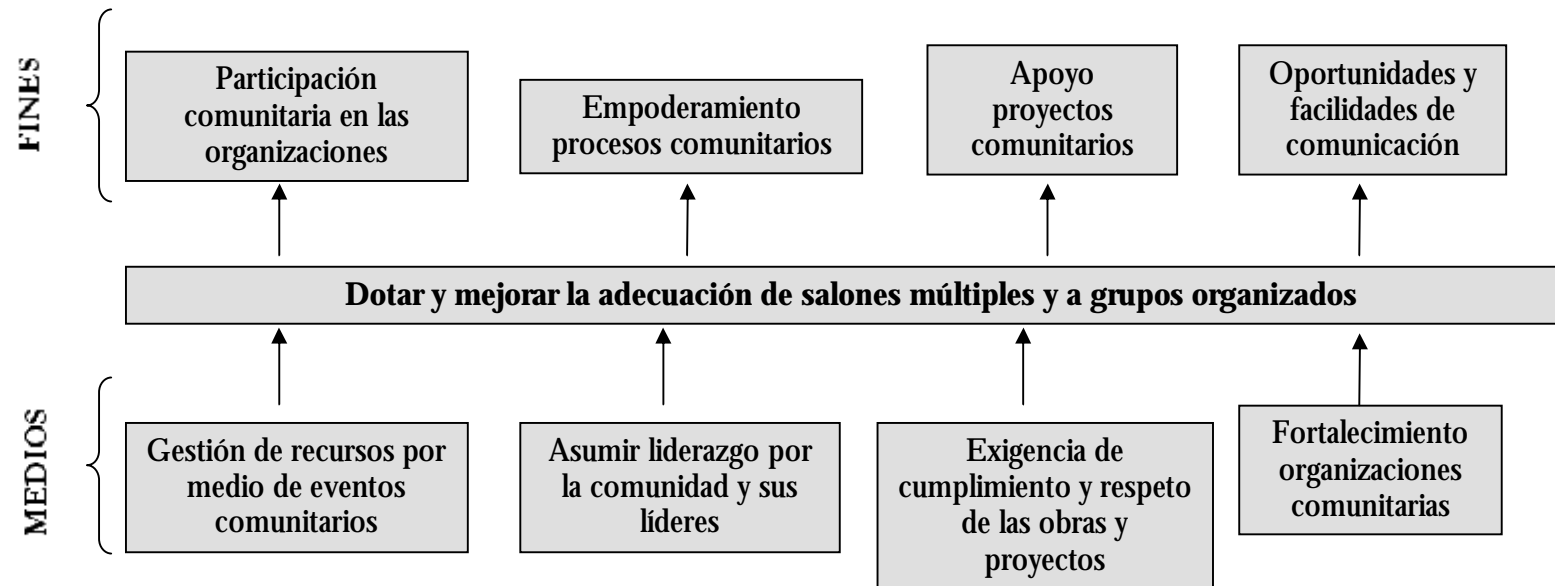 FINES
Participación
comunitaria en las
organizaciones
Empoderamiento
procesos comunitarios
Apoyo
proyectos
comunitarios
Oportunidades y
facilidades de
comunicación
Dotar y mejorar la adecuación de salones múltiples y a grupos organizados
MEDIOS
Gestión de recursos por
medio de eventos
comunitarios
Asumir liderazgo por
la comunidad y sus
líderes
Exigencia de
cumplimiento y respeto
de las obras y
proyectos
Fortalecimiento
organizaciones
comunitarias